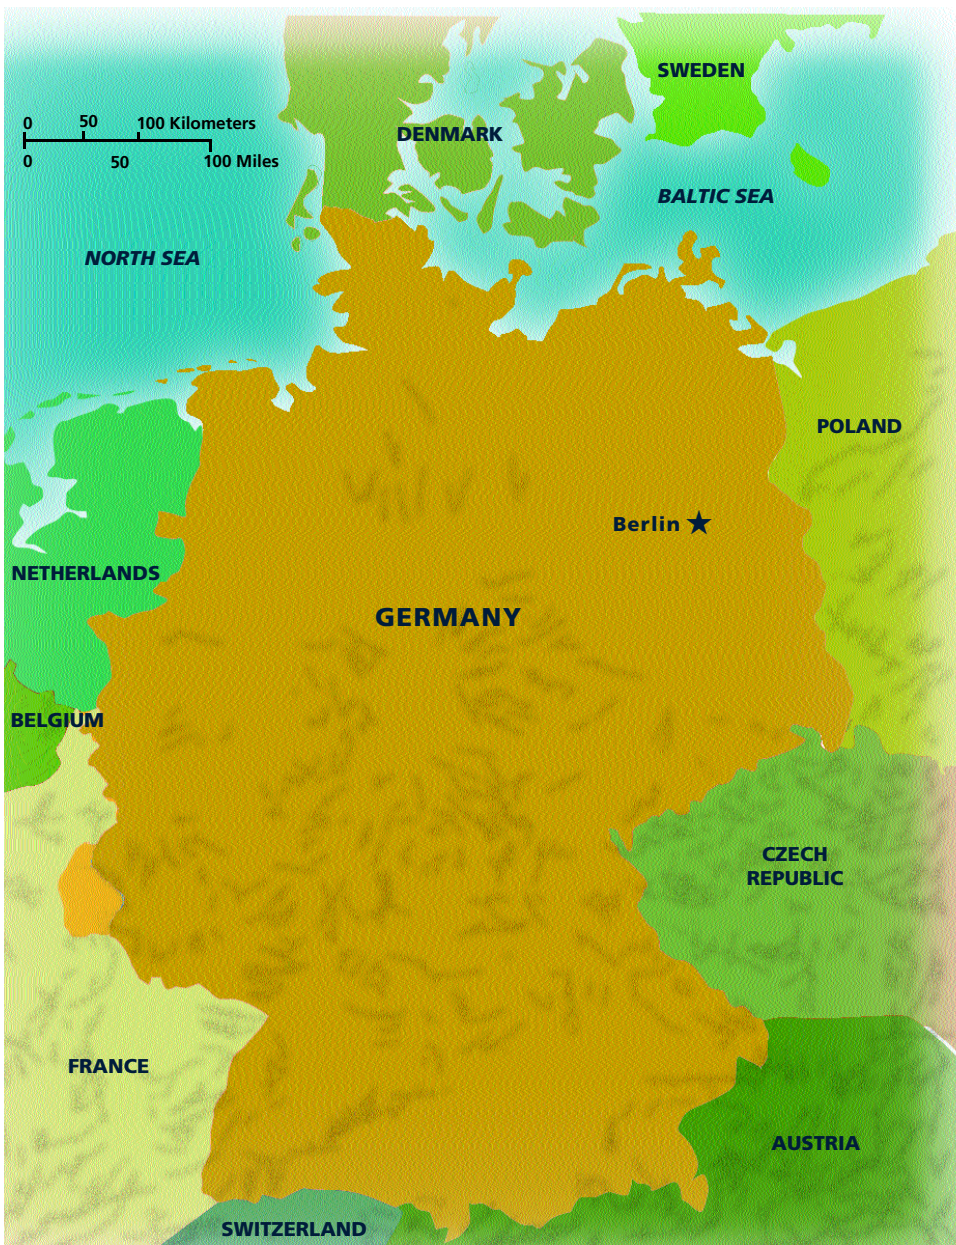 SWEDEN
0 50 100 Kilometers
0 50 100 Miles
DENMARK
BALTIC SEA
NORTH SEA
POLAND
Berlin
NETHERLANDS
GERMANY
BELGIUM
CZECH
REPUBLIC
FRANCE
AUSTRIA
SWITZERLAND